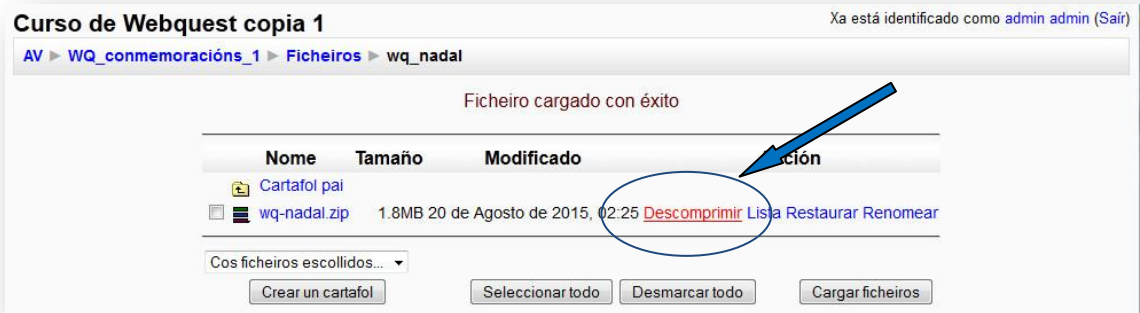 Curso de Webquest copia 1
Xa está identificado como admin admin (Saír)
AV ► WQ_conmemoracións_1 ► Ficheiros ► wq_nadal
Ficheiro cargado con éxito
Nome Tamaño Modificado
Cartafol pai
wq-nadal.zip 1.8MB 20 de Agosto de 2015, 02:25 Descomprimir Lista Restaurar Renomear
Cos ficheiros escollidos...
Crear un cartafol Seleccionar todo Desmarcar todo Cargar ficheiros